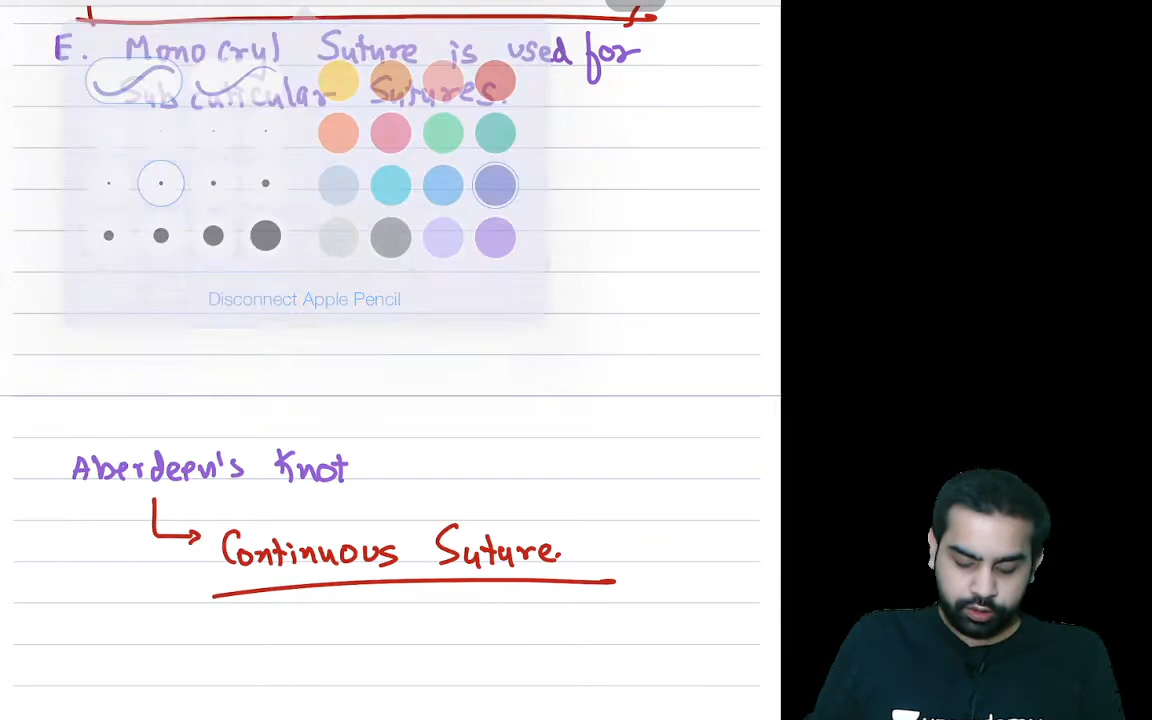 E. Monocryl Suture is used for
Subcuticular Sutures.
Disconnect Apple Pencil
Aberdeen's Knot
Continuous Suture.